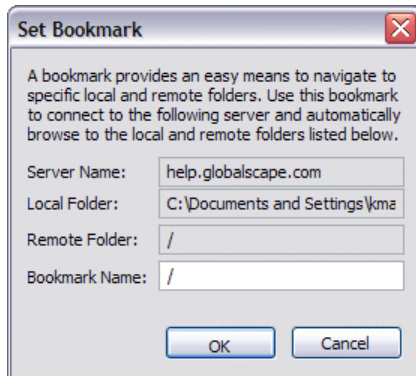 Set Bookmark
A bookmark provides an easy means to navigate to
specific local and remote folders. Use this bookmark
to connect to the following server and automatically
browse to the local and remote folders listed below.
Server Name: help.globalscape.com
Local Folder: C:\Documents and Settings\kma
Remote Folder: /
Bookmark Name: /
OK Cancel